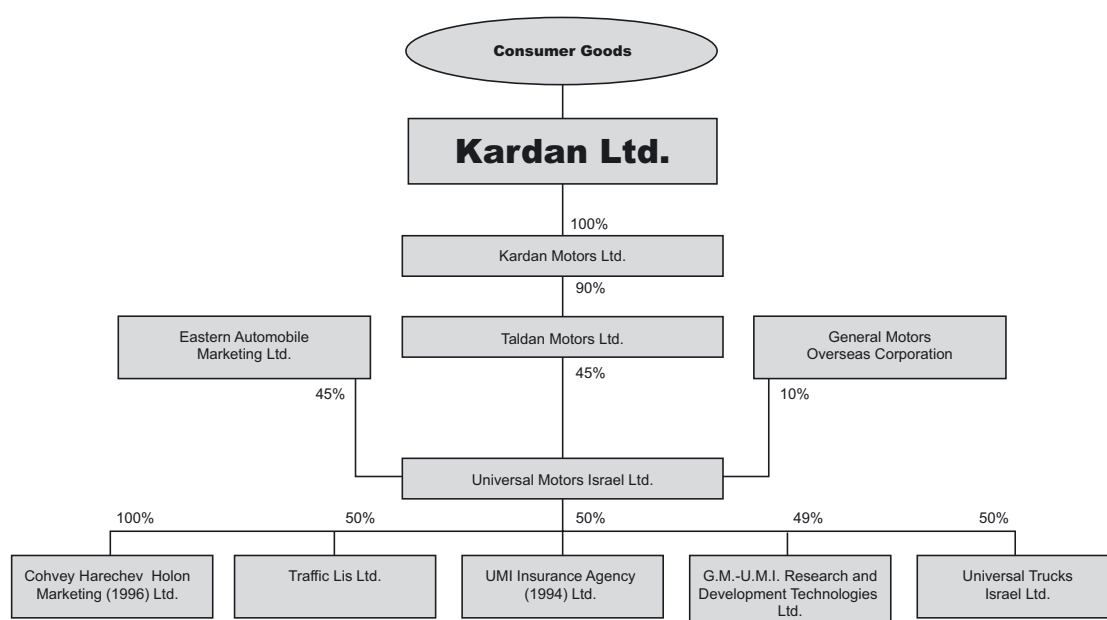 Consumer Goods
Kardan Ltd.
100%
Kardan Motors Ltd.
90%
Eastern Automobile
Marketing Ltd.
Taldan Motors Ltd.
General Motors
Overseas Corporation
45%
45%
10%
Universal Motors Israel Ltd.
100%
50%
50%
49%
50%
Cohvey Harechev Holon
Marketing (1996) Ltd.
Traffic Lis Ltd.
UMI Insurance Agency
(1994) Ltd.
G.M.-U.M.I. Research and
Development Technologies
Ltd.
Universal Trucks
Israel Ltd.